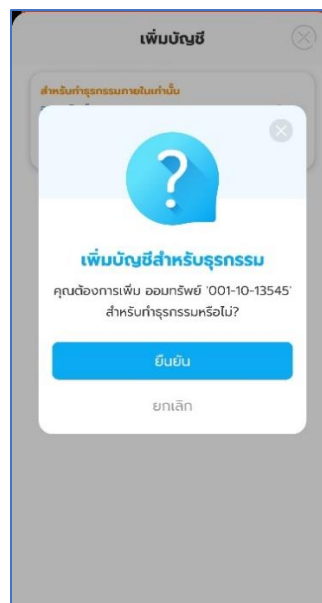 เพิ่มบัญชี
สำหรับทำธุรกรรมภายในเท่านั้น
?
เพิ่มบัญชีสำหรับธุรกรรม
คุณต้องการเพิ่ม ออมทรัพย์ '001-10-13545'
สำหรับทำธุรกรรมหรือไม่?
ยืนยัน
ยกเลิก